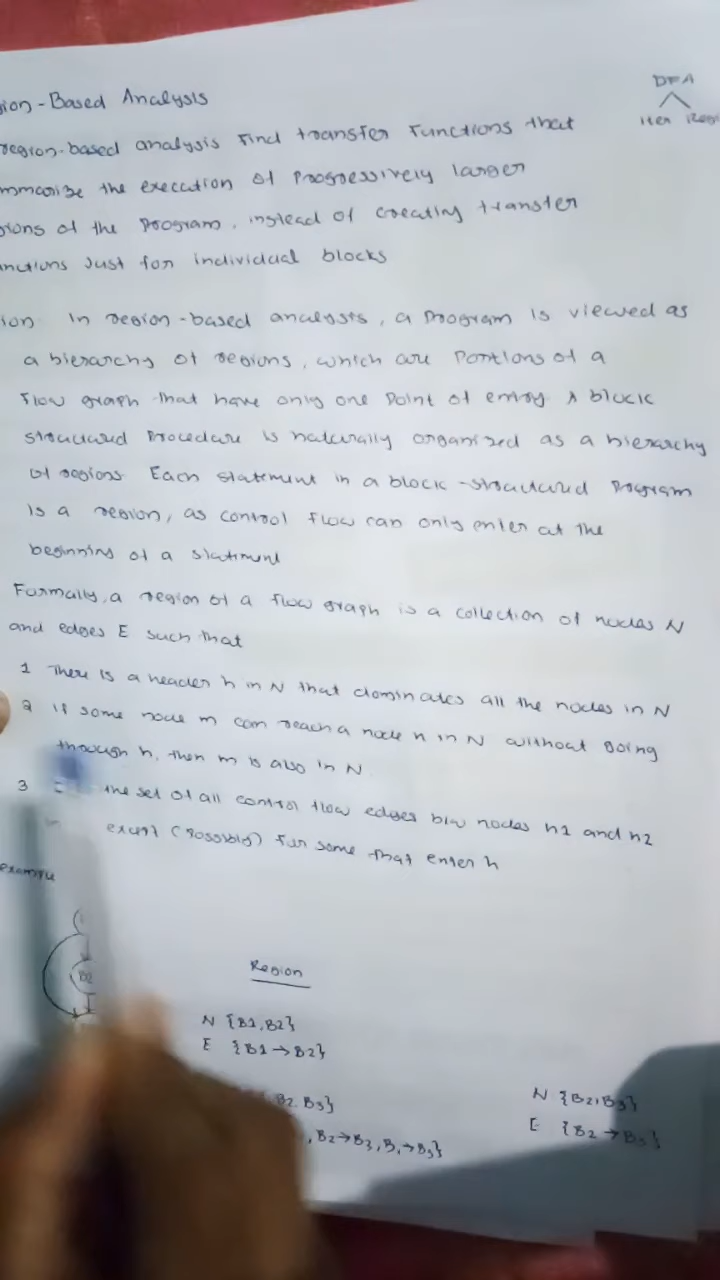 ion-Based Analysis
DFA
region-based analysis find transfer functions that
iter Regi
mmarize the execution of progressively larger
ions of the program, instead of creating transfer
nctions just for individual blocks
ion In region-based analysis, a program is viewed as
a hierarchy of regions, which are portions of a
flow graph that have only one point of entry A block
structured procedure is naturally organized as a hierarchy
of regions Each statement in a block-structured program
is a region, as control flow can only enter at the
beginning of a statement
Formally, a region of a flow graph is a collection of nodes N
and edges E such that
1 There is a header h in N that dominates all the nodes in N
2 if some node m can reach a node n in N without going
through h, then m is also in N
3 the set of all control flow edges b/w nodes n1 and n2
except (possibly) for some that enter h
example
B2
Region
N {B1,B2}
E {B1→B2}
B2 B3}
, B2→B3, B1→B3}
N {B2,B3}
E {B2→B3}